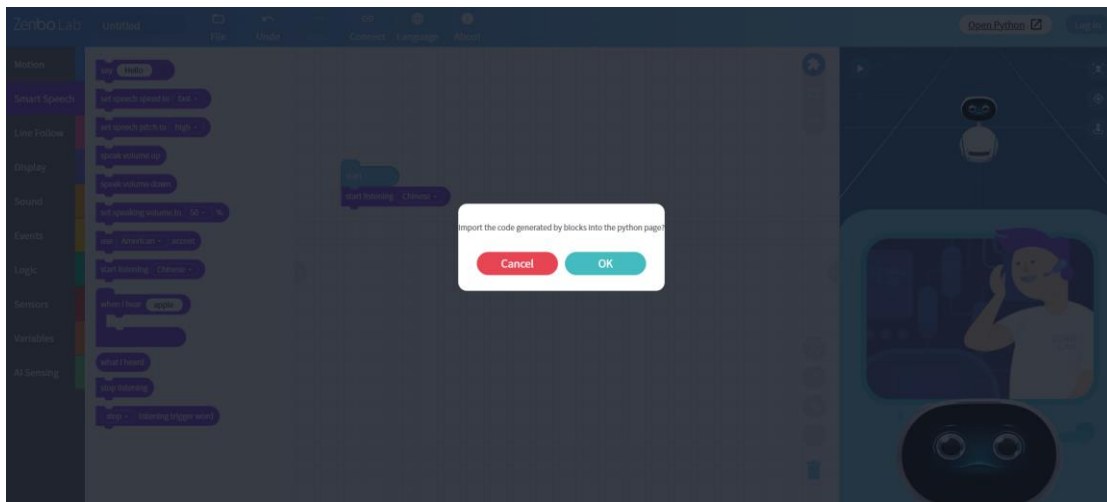 Zenbo Lab
Untitled
File
Undo
Connect
Language
About
Open Python
Log in
Motion
Smart Speech
Line Follow
Display
Sound
Events
Logic
Sensors
Variables
AI Sensing
say Hello
set speech speed to fast
set speech pitch to high
speak volume up
speak volume down
set speaking volume to 50 %
use American accent
start listening Chinese
when I hear apple
what I heard
stop listening
stop listening trigger word
start
start listening Chinese
Import the code generated by blocks into the python page?
Cancel
OK